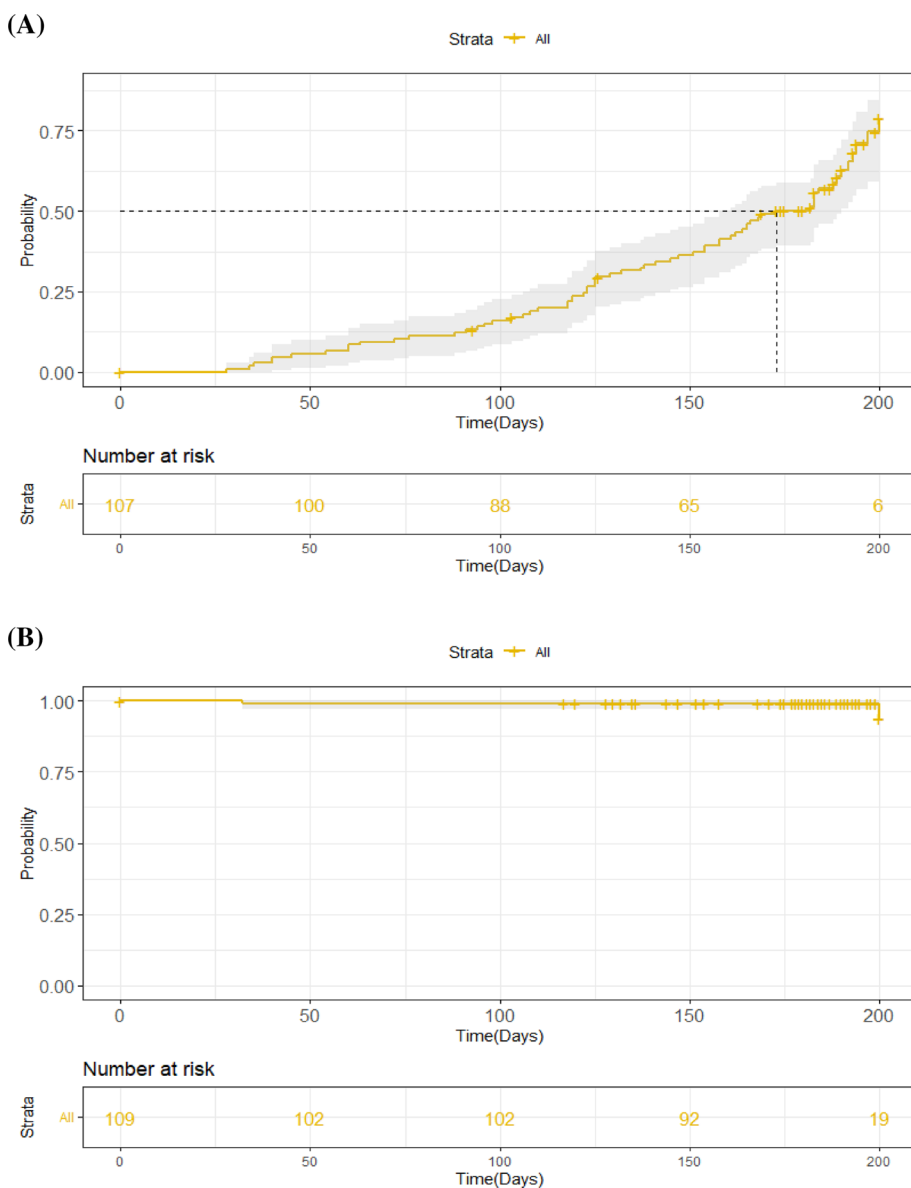 (A)
Strata All
Probability
0.75
0.50
0.25
0.00
0 50 100 150 200
Time(Days)
Number at risk
Strata
All 107 100 88 65 6
0 50 100 150 200
Time(Days)
(B)
Strata All
Probability
1.00
0.75
0.50
0.25
0.00
0 50 100 150 200
Time(Days)
Number at risk
Strata
All 109 102 102 92 19
0 50 100 150 200
Time(Days)